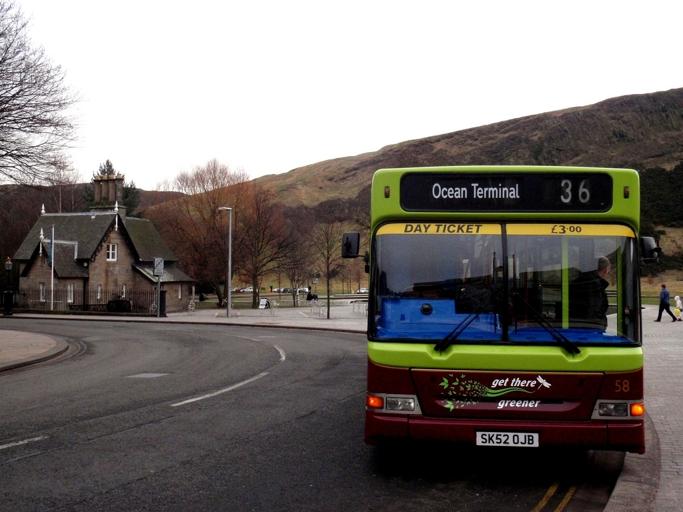 Ocean Terminal 36
DAY TICKET £3.00
get there
greener
58
SK52 OJB